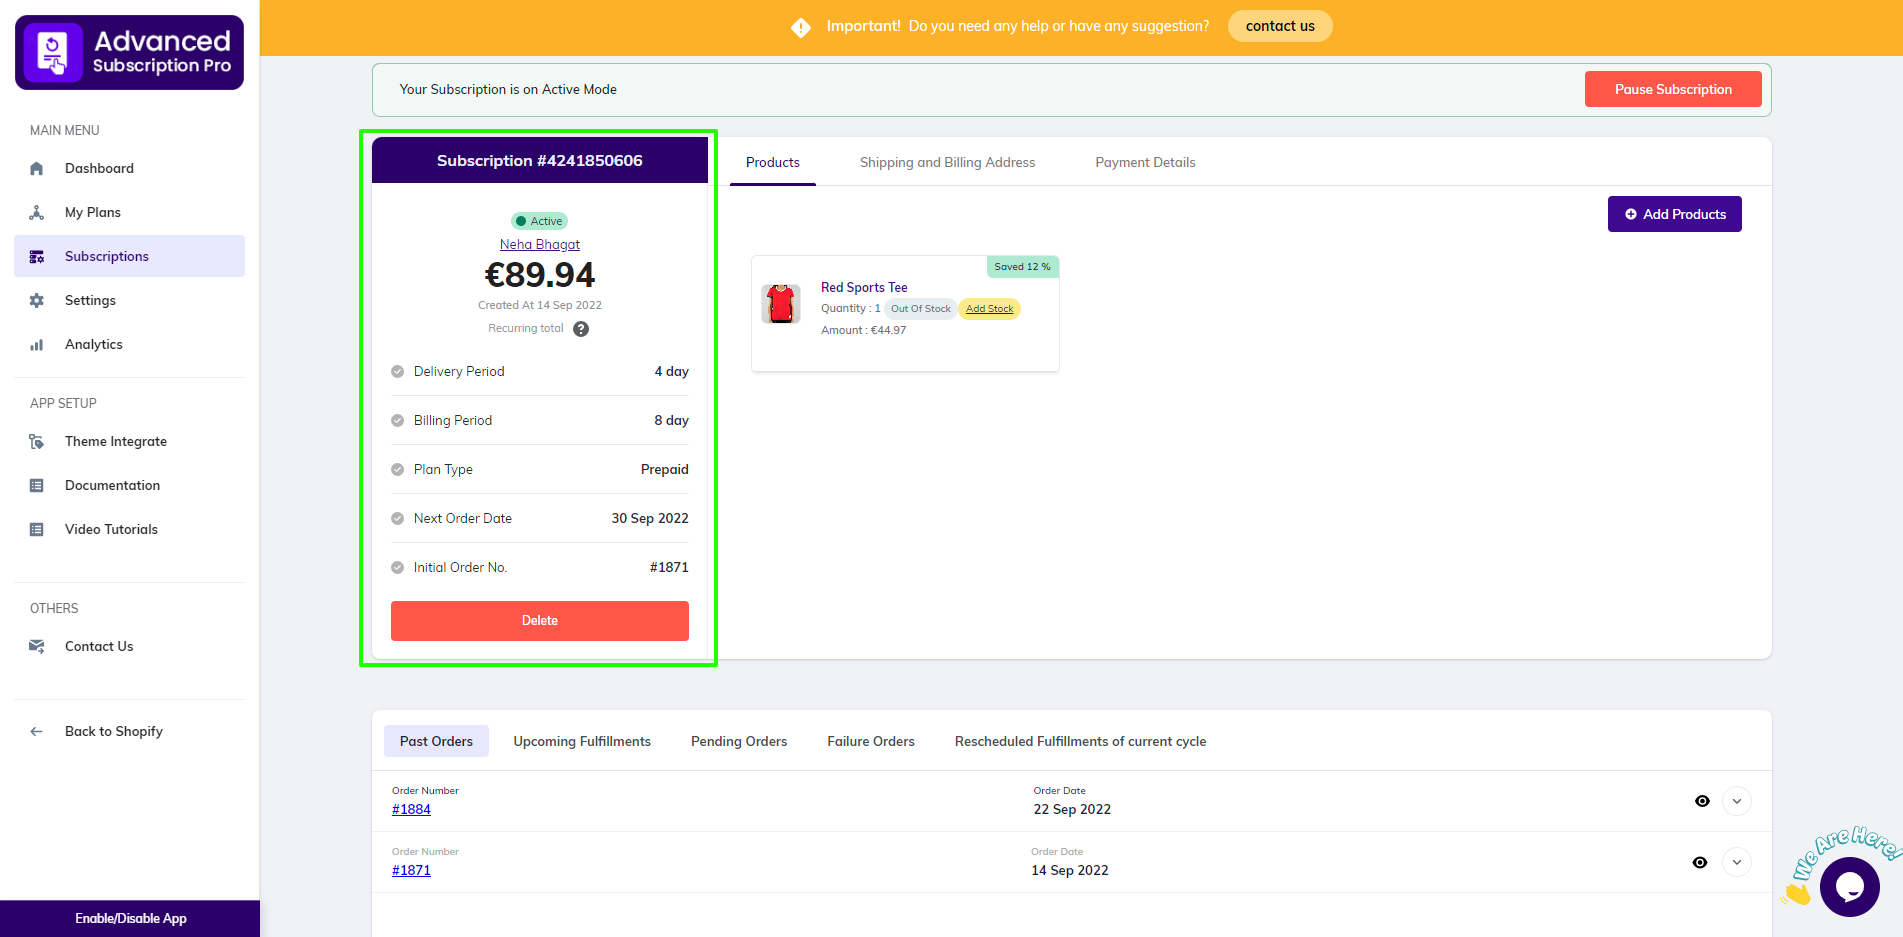 Advanced
Subscription Pro
MAIN MENU
Dashboard
My Plans
Subscriptions
Settings
Analytics
APP SETUP
Theme Integrate
Documentation
Video Tutorials
OTHERS
Contact Us
Back to Shopify
Enable/Disable App
Important! Do you need any help or have any suggestion? contact us
Your Subscription is on Active Mode
Pause Subscription
Subscription #4241850606
Active
Neha Bhagat
€89.94
Created At 14 Sep 2022
Recurring total ?
Delivery Period 4 day
Billing Period 8 day
Plan Type Prepaid
Next Order Date 30 Sep 2022
Initial Order No. #1871
Delete
Products Shipping and Billing Address Payment Details
Add Products
Saved 12 %
Red Sports Tee
Quantity : 1 Out Of Stock Add Stock
Amount : €44.97
Past Orders Upcoming Fulfillments Pending Orders Failure Orders Rescheduled Fulfillments of current cycle
Order Number Order Date
#1884 22 Sep 2022
Order Number Order Date
#1871 14 Sep 2022
We Are Here!